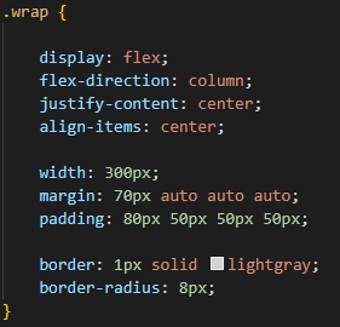 .wrap {
display: flex;
flex-direction: column;
justify-content: center;
align-items: center;
width: 300px;
margin: 70px auto auto auto;
padding: 80px 50px 50px 50px;
border: 1px solid lightgray;
border-radius: 8px;
}